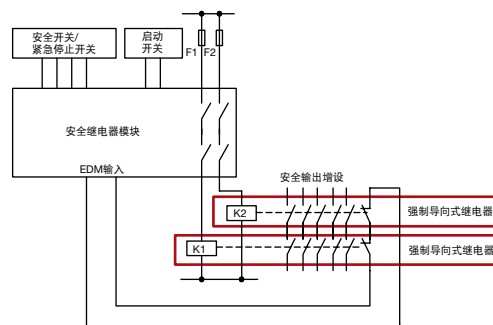 安全开关/
紧急停止开关
启动
开关
F1 F2
安全继电器模块
EDM输入
安全输出增设
K2
强制导向式继电器
K1
强制导向式继电器